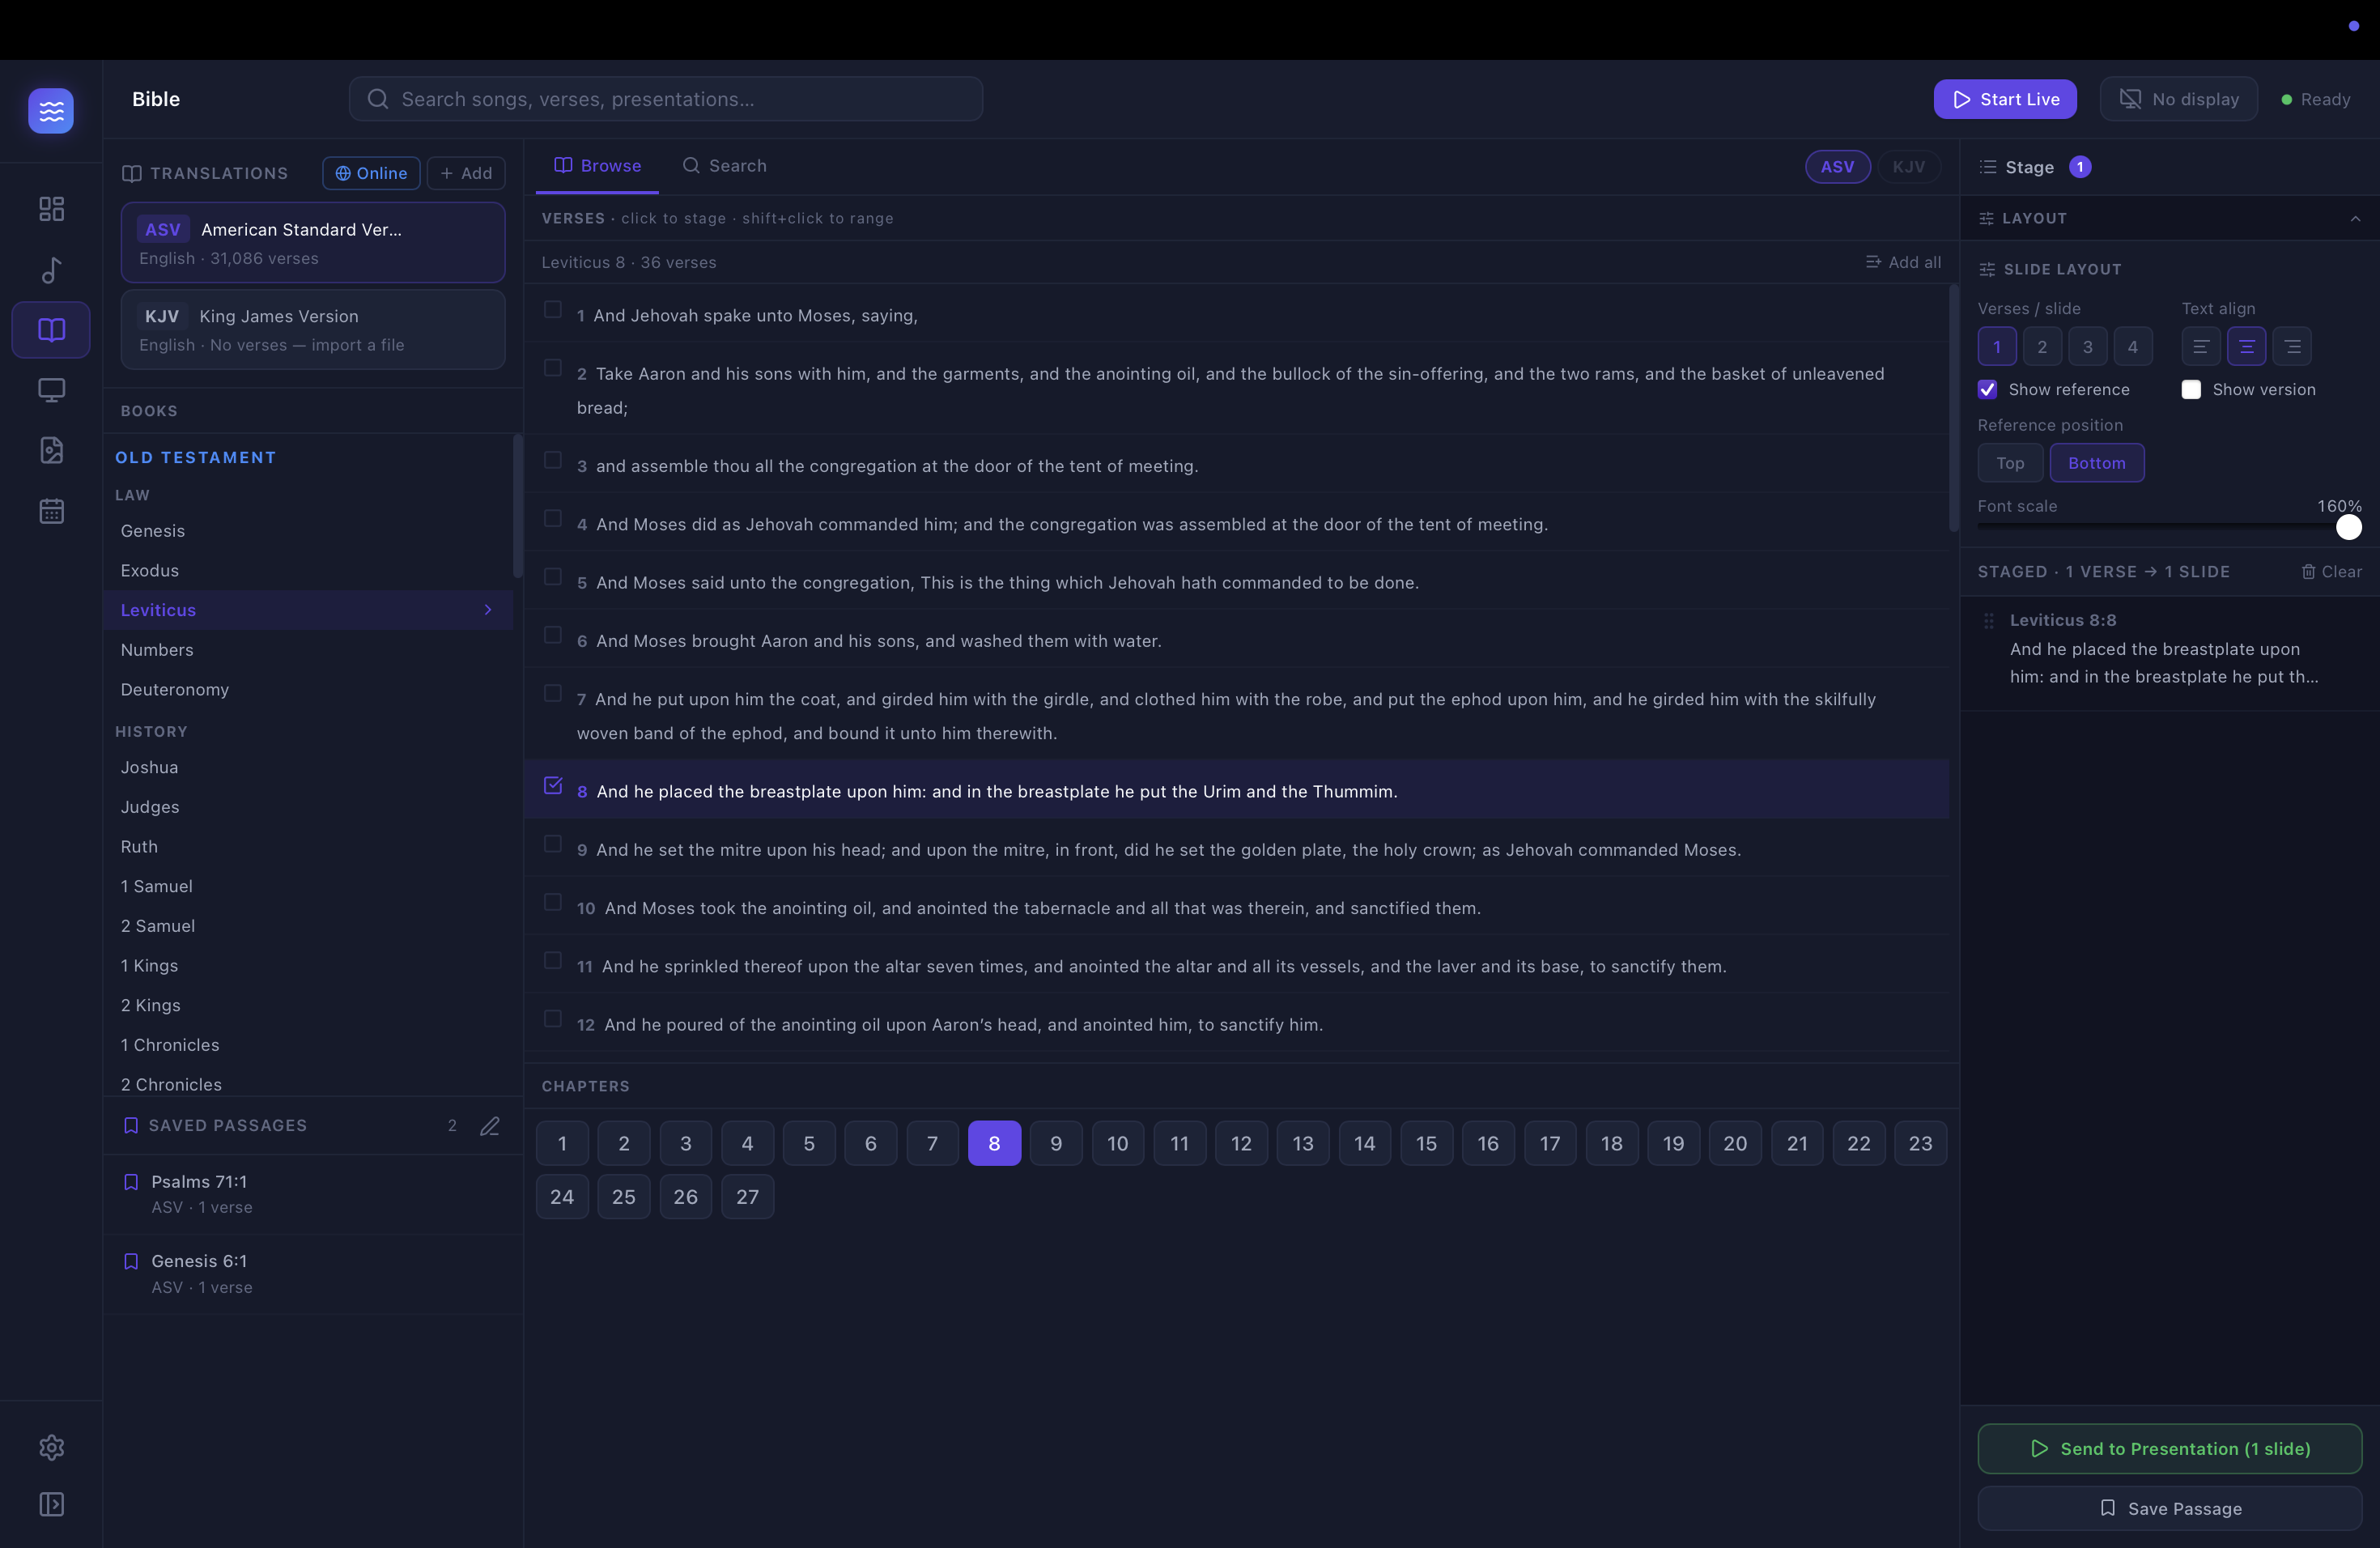 Bible
Search songs, verses, presentations...
Start Live
No display
Ready
TRANSLATIONS
Online
+ Add
ASV American Standard Ver...
English · 31,086 verses
KJV King James Version
English · No verses — import a file
BOOKS
OLD TESTAMENT
LAW
Genesis
Exodus
Leviticus
Numbers
Deuteronomy
HISTORY
Joshua
Judges
Ruth
1 Samuel
2 Samuel
1 Kings
2 Kings
1 Chronicles
2 Chronicles
SAVED PASSAGES 2
Psalms 71:1
ASV · 1 verse
Genesis 6:1
ASV · 1 verse
Browse
Search
ASV
KJV
VERSES · click to stage · shift+click to range
Leviticus 8 · 36 verses
Add all
1 And Jehovah spake unto Moses, saying,
2 Take Aaron and his sons with him, and the garments, and the anointing oil, and the bullock of the sin-offering, and the two rams, and the basket of unleavened
bread;
3 and assemble thou all the congregation at the door of the tent of meeting.
4 And Moses did as Jehovah commanded him; and the congregation was assembled at the door of the tent of meeting.
5 And Moses said unto the congregation, This is the thing which Jehovah hath commanded to be done.
6 And Moses brought Aaron and his sons, and washed them with water.
7 And he put upon him the coat, and girded him with the girdle, and clothed him with the robe, and put the ephod upon him, and he girded him with the skilfully
woven band of the ephod, and bound it unto him therewith.
8 And he placed the breastplate upon him: and in the breastplate he put the Urim and the Thummim.
9 And he set the mitre upon his head; and upon the mitre, in front, did he set the golden plate, the holy crown; as Jehovah commanded Moses.
10 And Moses took the anointing oil, and anointed the tabernacle and all that was therein, and sanctified them.
11 And he sprinkled thereof upon the altar seven times, and anointed the altar and all its vessels, and the laver and its base, to sanctify them.
12 And he poured of the anointing oil upon Aaron’s head, and anointed him, to sanctify him.
CHAPTERS
1 2 3 4 5 6 7 8 9 10 11 12 13 14 15 16 17 18 19 20 21 22 23
24 25 26 27
Stage 1
LAYOUT
SLIDE LAYOUT
Verses / slide
1 2 3 4
Text align
Show reference
Show version
Reference position
Top
Bottom
Font scale 160%
STAGED · 1 VERSE → 1 SLIDE
Clear
Leviticus 8:8
And he placed the breastplate upon
him: and in the breastplate he put th...
Send to Presentation (1 slide)
Save Passage